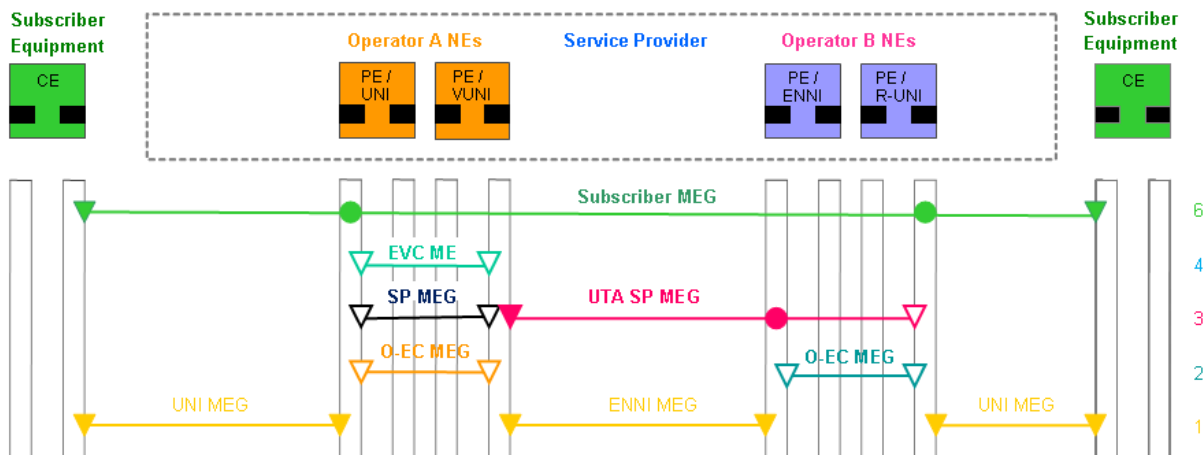 Subscriber
Equipment
Operator A NEs
Service Provider
Operator B NEs
Subscriber
Equipment
CE
PE /
UNI
PE /
VUNI
PE /
ENNI
PE /
R-UNI
CE
Subscriber MEG
6
EVC ME
4
SP MEG
UTA SP MEG
3
O-EC MEG
O-EC MEG
2
UNI MEG
ENNI MEG
UNI MEG
1